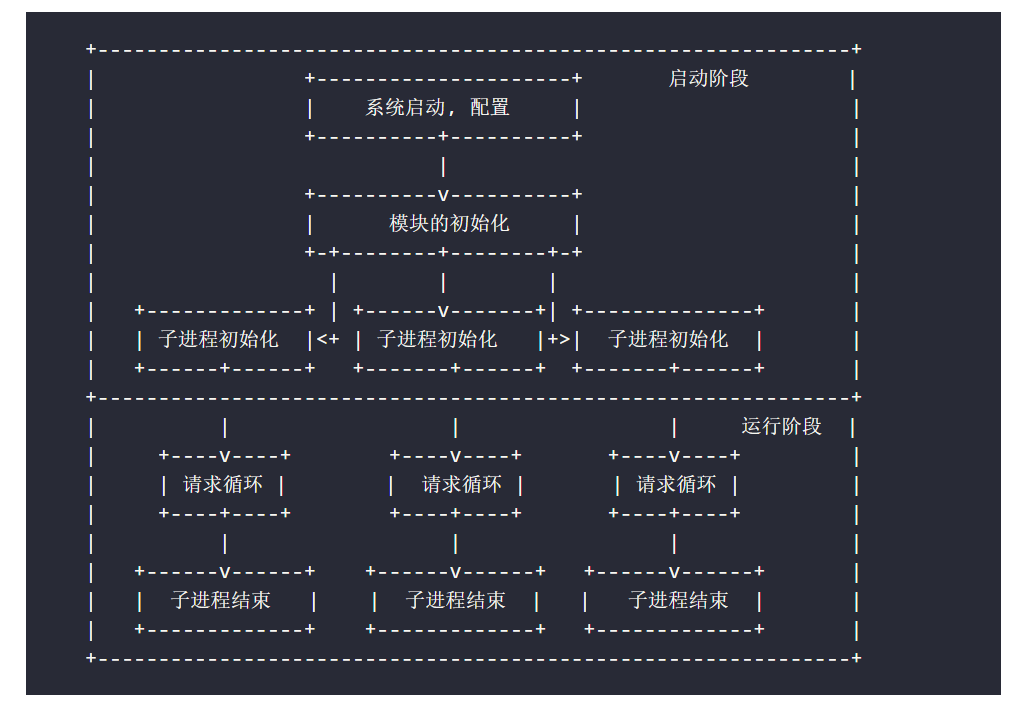 启动阶段
系统启动, 配置
模块的初始化
子进程初始化 子进程初始化 子进程初始化
运行阶段
请求循环 请求循环 请求循环
子进程结束 子进程结束 子进程结束